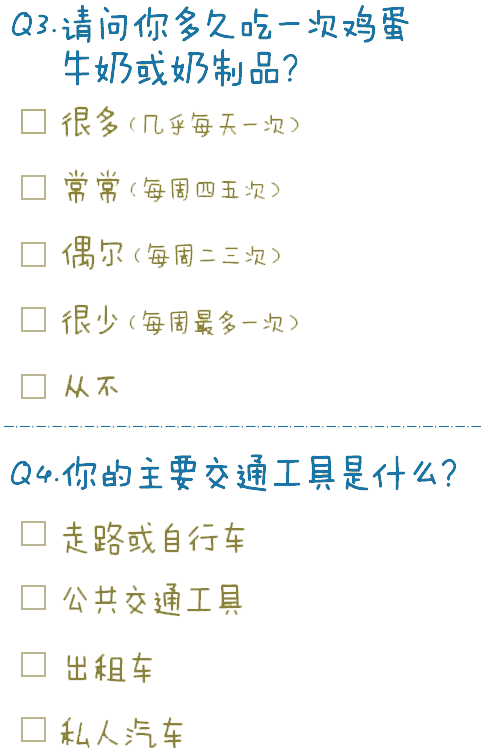 Q3.请问你多久吃一次鸡蛋
牛奶或奶制品?
很多(几乎每天一次)
常常(每周四五次)
偶尔(每周二三次)
很少(每周最多一次)
从不
Q4.你的主要交通工具是什么?
走路或自行车
公共交通工具
出租车
私人汽车